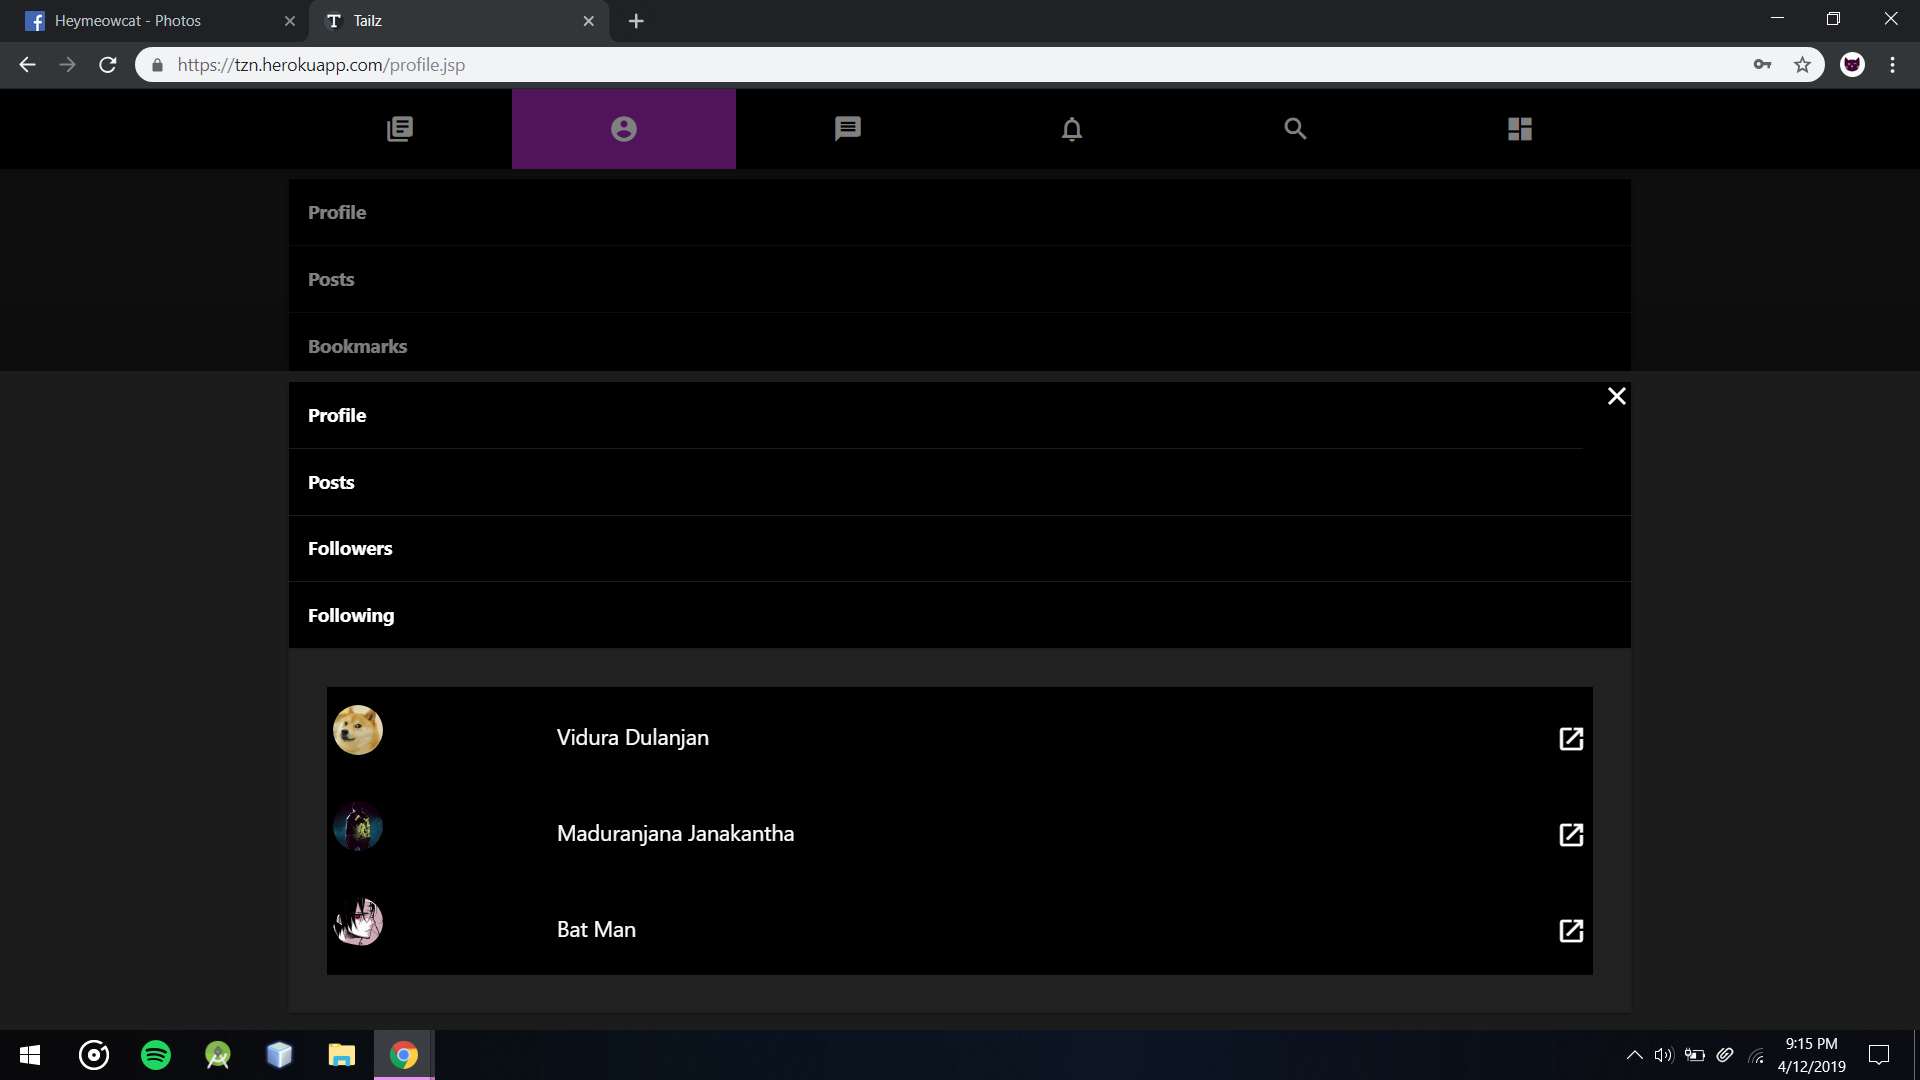 Heymeowcat - Photos
Tailz
https://tzn.herokuapp.com/profile.jsp
Profile
Posts
Bookmarks
Profile
Posts
Followers
Following
Vidura Dulanjan
Maduranjana Janakantha
Bat Man
9:15 PM
4/12/2019